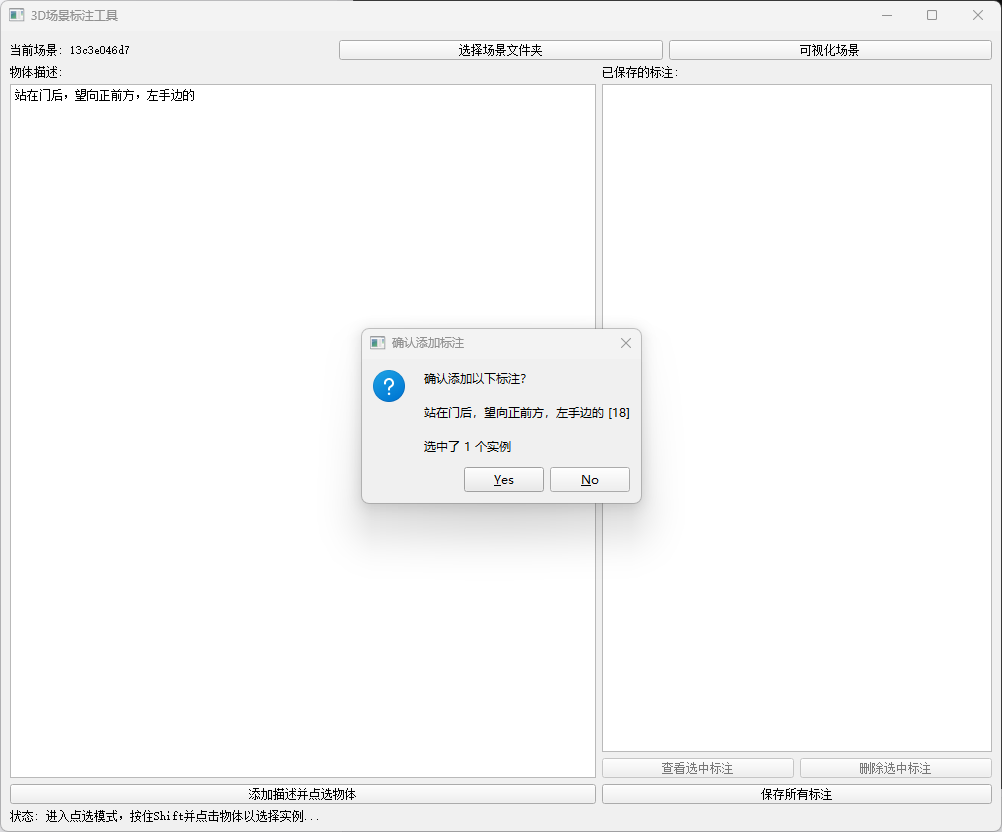 3D场景标注工具
当前场景: 13c3e046d7
选择场景文件夹
可视化场景
物体描述:
已保存的标注:
站在门后，望向正前方，左手边的
确认添加标注
确认添加以下标注?
站在门后，望向正前方，左手边的 [18]
选中了 1 个实例
Yes
No
查看选中标注
删除选中标注
添加描述并点选物体
保存所有标注
状态: 进入点选模式，按住Shift并点击物体以选择实例...